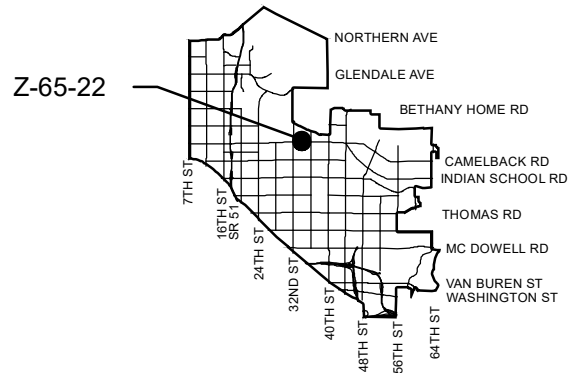 NORTHERN AVE
GLENDALE AVE
Z-65-22
BETHANY HOME RD
CAMELBACK RD
INDIAN SCHOOL RD
THOMAS RD
MC DOWELL RD
VAN BUREN ST
WASHINGTON ST
7TH ST
16TH ST
SR 51
24TH ST
32ND ST
40TH ST
48TH ST
56TH ST
64TH ST